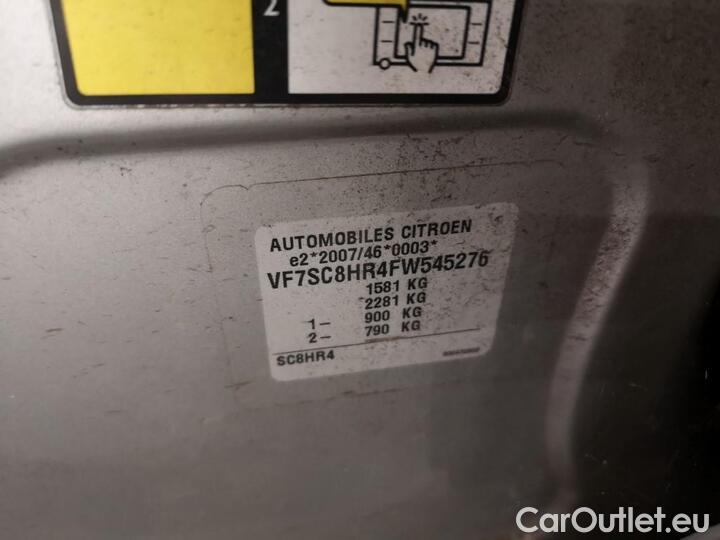 2
AUTOMOBILES CITROEN
e2*2007/46*0003*
VF7SC8HR4FW545276
1581 KG
2281 KG
1- 900 KG
2- 790 KG
SC8HR4
CarOutlet.eu